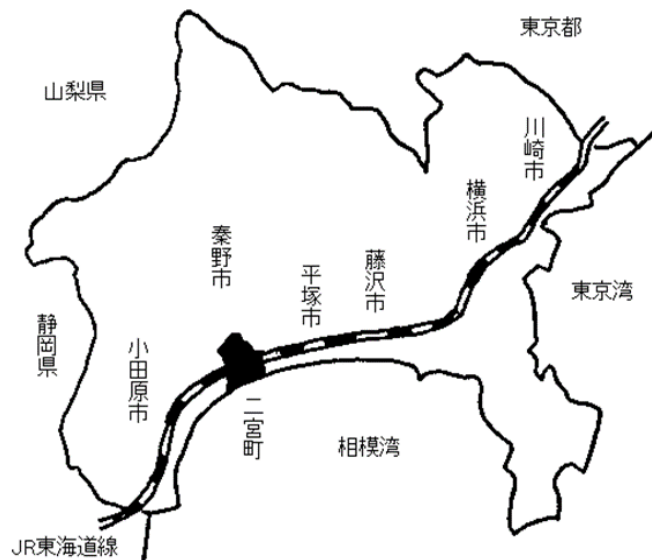 東京都
山梨県
川崎市
横浜市
秦野市
藤沢市
平塚市
東京湾
静岡県
小田原市
二宮町
相模湾
JR東海道線